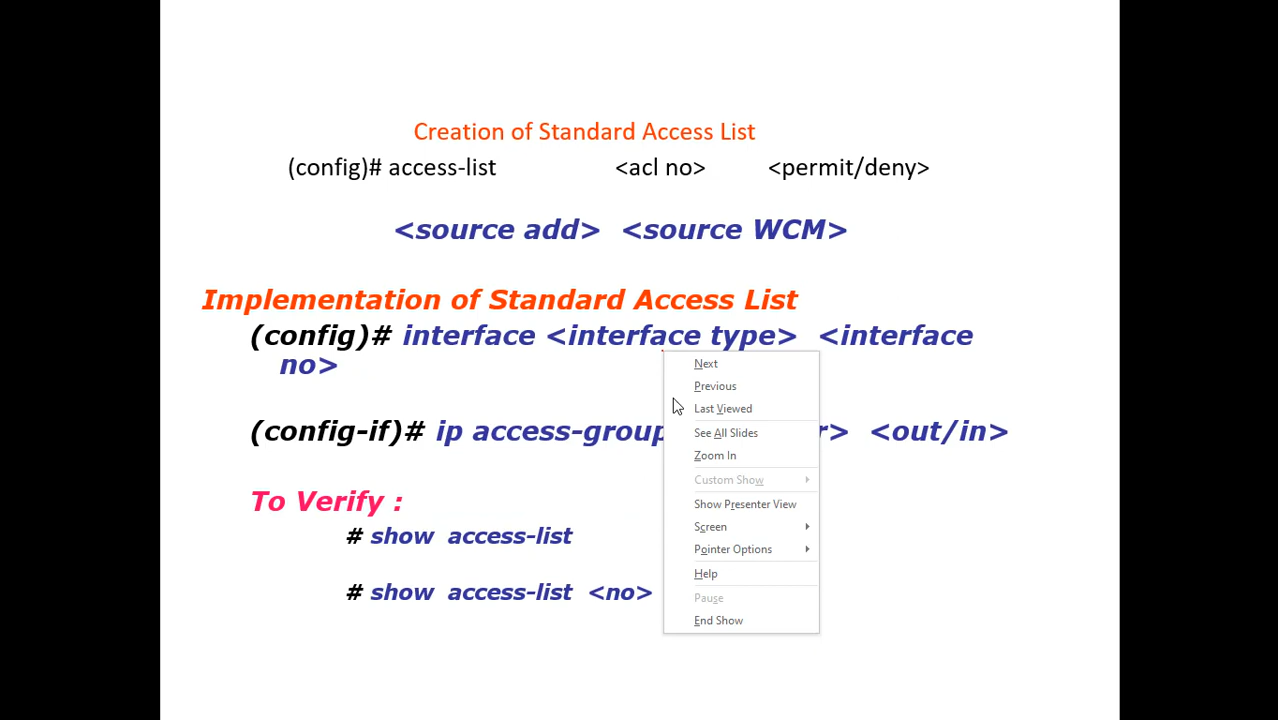 Creation of Standard Access List
(config)# access-list <acl no> <permit/deny>
<source add> <source WCM>
Implementation of Standard Access List
(config)# interface <interface type> <interface
no>
(config-if)# ip access-group r> <out/in>
To Verify :
# show access-list
# show access-list <no>
Next
Previous
Last Viewed
See All Slides
Zoom In
Custom Show
Show Presenter View
Screen
Pointer Options
Help
Pause
End Show